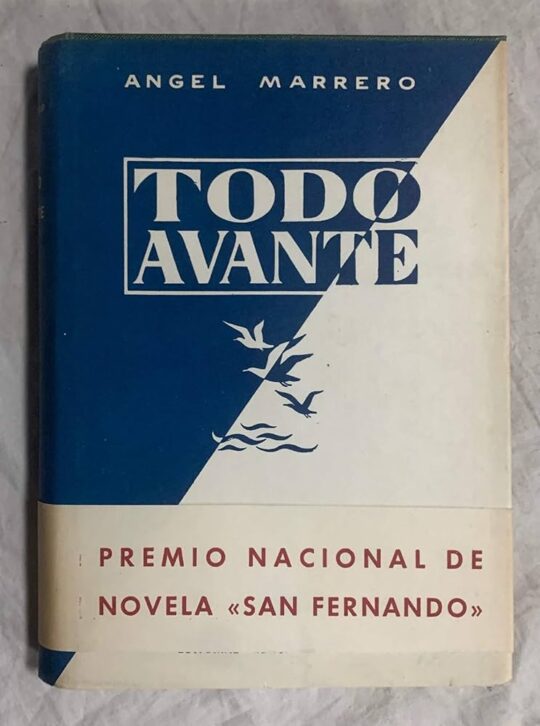 ANGEL MARRERO
TODO
AVANTE
PREMIO NACIONAL DE
NOVELA «SAN FERNANDO»